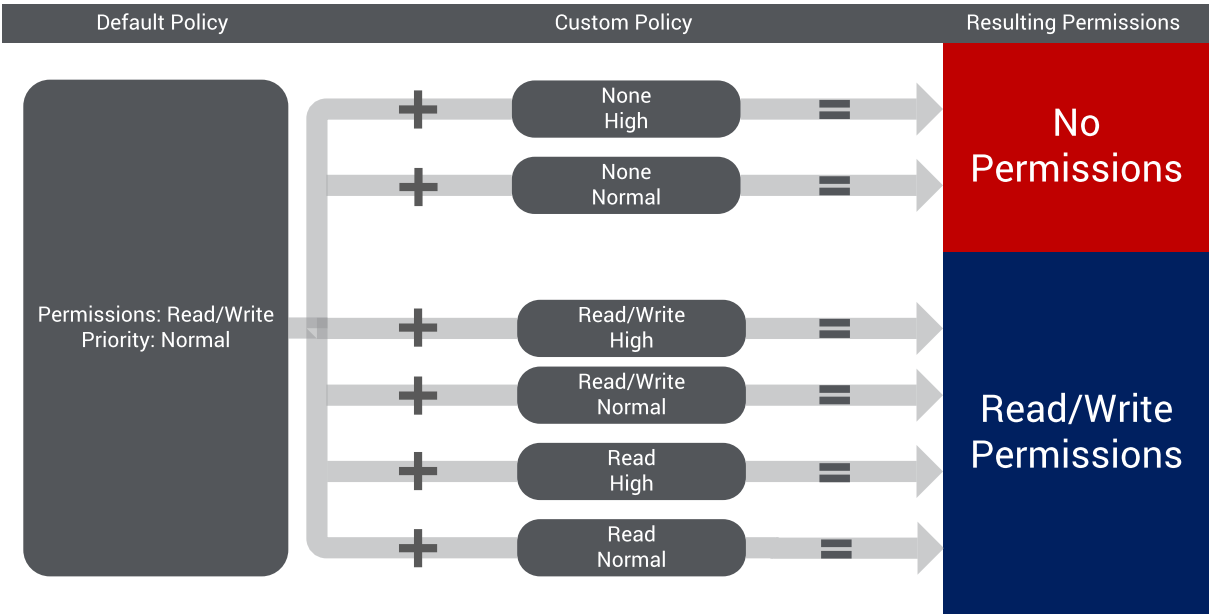 Default Policy
Custom Policy
Resulting Permissions
Permissions: Read/Write
Priority: Normal
None
High
None
Normal
Read/Write
High
Read/Write
Normal
Read
High
Read
Normal
No
Permissions
Read/Write
Permissions